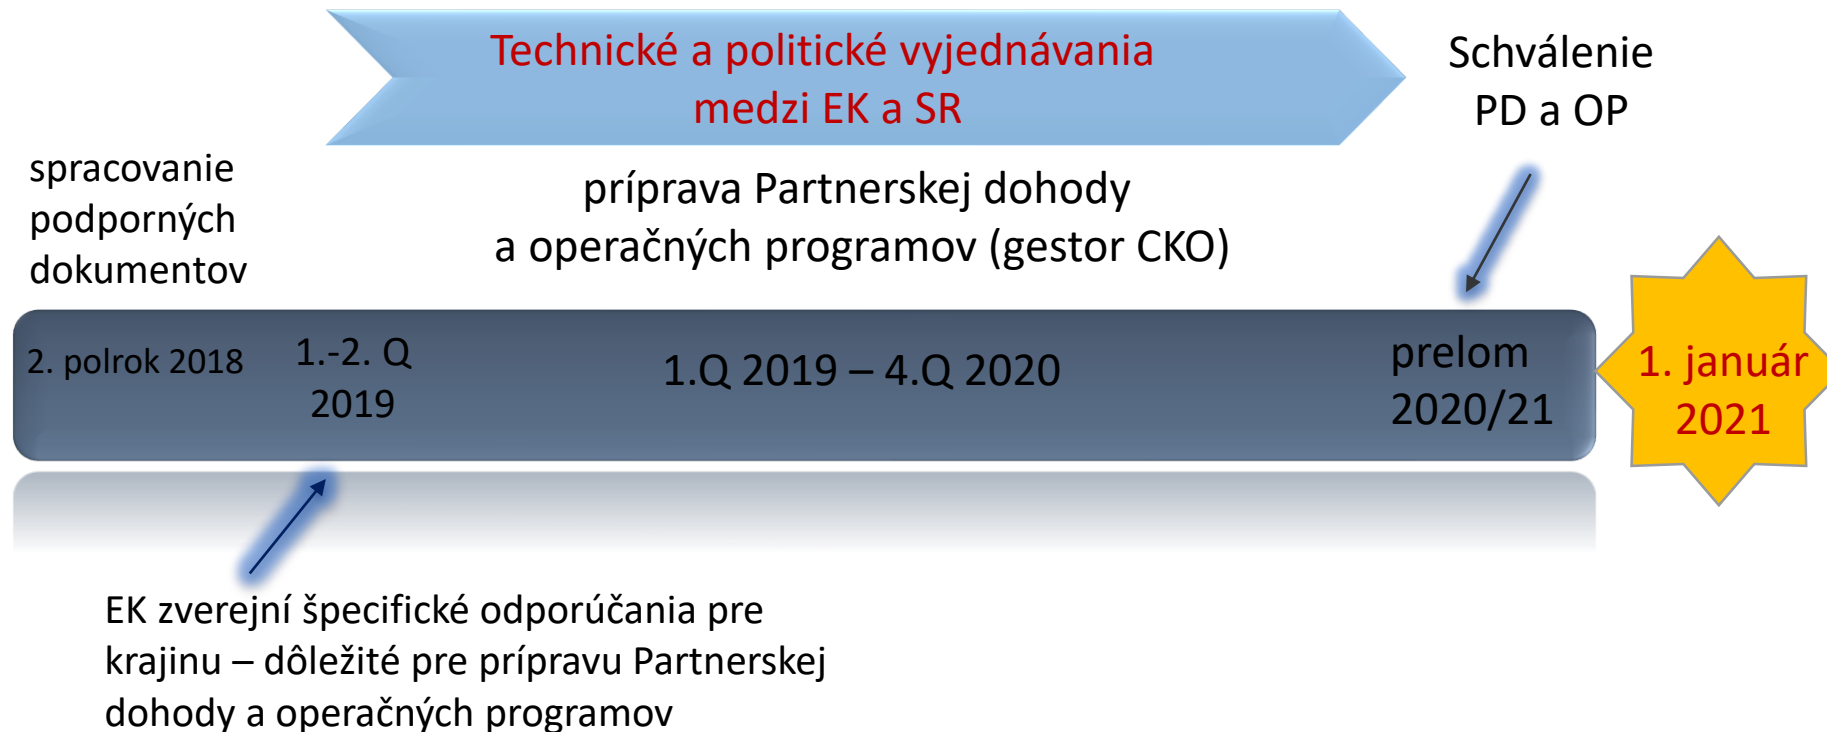 Technické a politické vyjednávania
medzi EK a SR
Schválenie
PD a OP
spracovanie
podporných
dokumentov
príprava Partnerskej dohody
a operačných programov (gestor CKO)
2. polrok 2018
1.-2. Q
2019
1.Q 2019 – 4.Q 2020
prelom
2020/21
1. január
2021
EK zverejní špecifické odporúčania pre
krajinu – dôležité pre prípravu Partnerskej
dohody a operačných programov